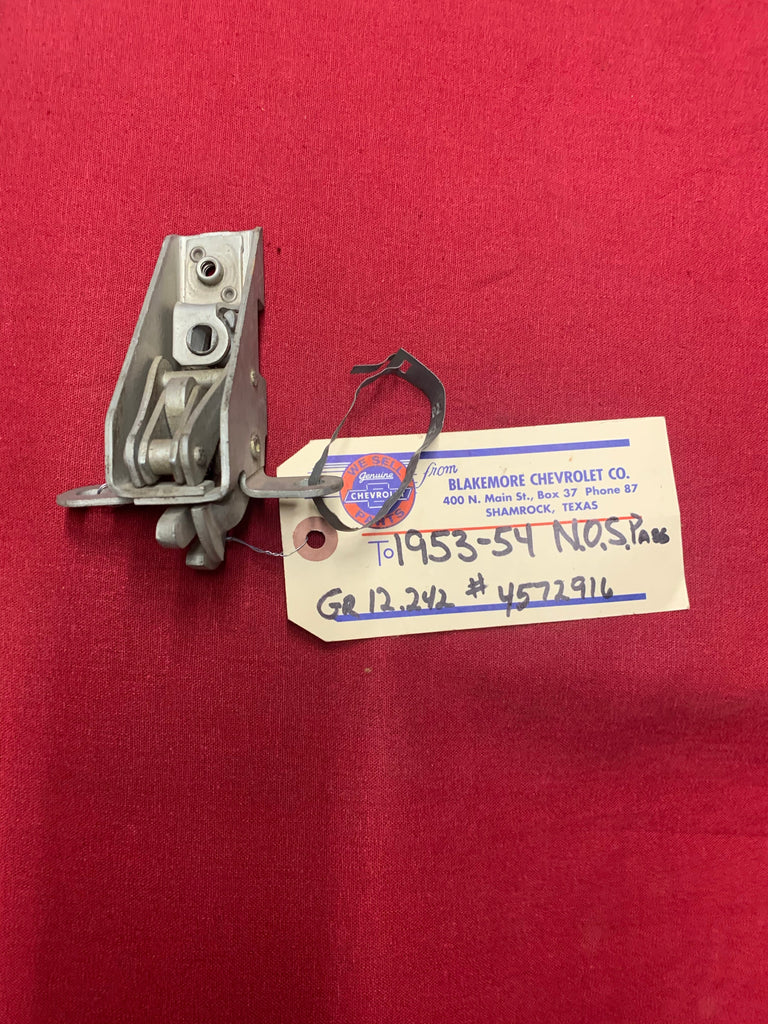 WE SELL
Genuine
CHEVROLET
PARTS
from
BLAKEMORE CHEVROLET CO.
400 N. Main St., Box 37 Phone 87
SHAMROCK, TEXAS
To 1953-54 N.O.S. Pass
GR 12.242 # 4572916